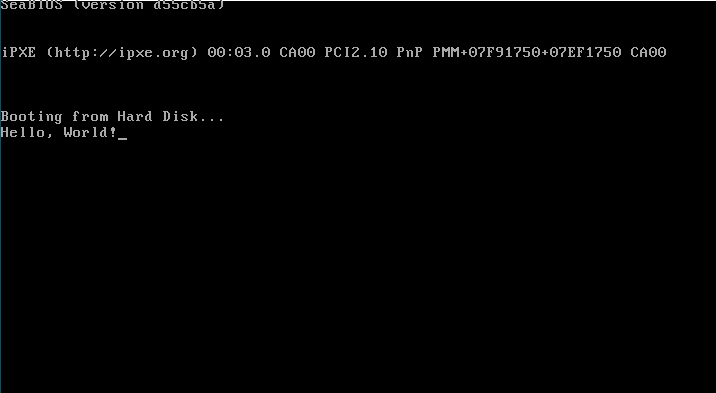 SeaBIOS (version d55cb5a)
iPXE (http://ipxe.org) 00:03.0 CA00 PCI2.10 PnP PMM+07F91750+07EF1750 CA00
Booting from Hard Disk...
Hello, World!_